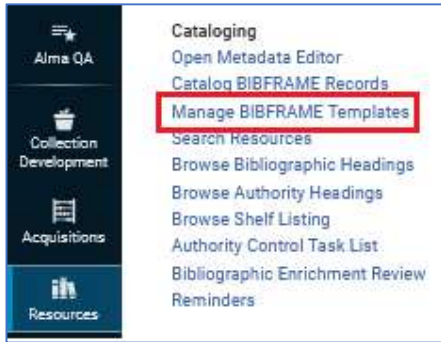 Alma QA
Collection
Development
Acquisitions
Resources
Cataloging
Open Metadata Editor
Catalog BIBFRAME Records
Manage BIBFRAME Templates
Search Resources
Browse Bibliographic Headings
Browse Authority Headings
Browse Shelf Listing
Authority Control Task List
Bibliographic Enrichment Review
Reminders